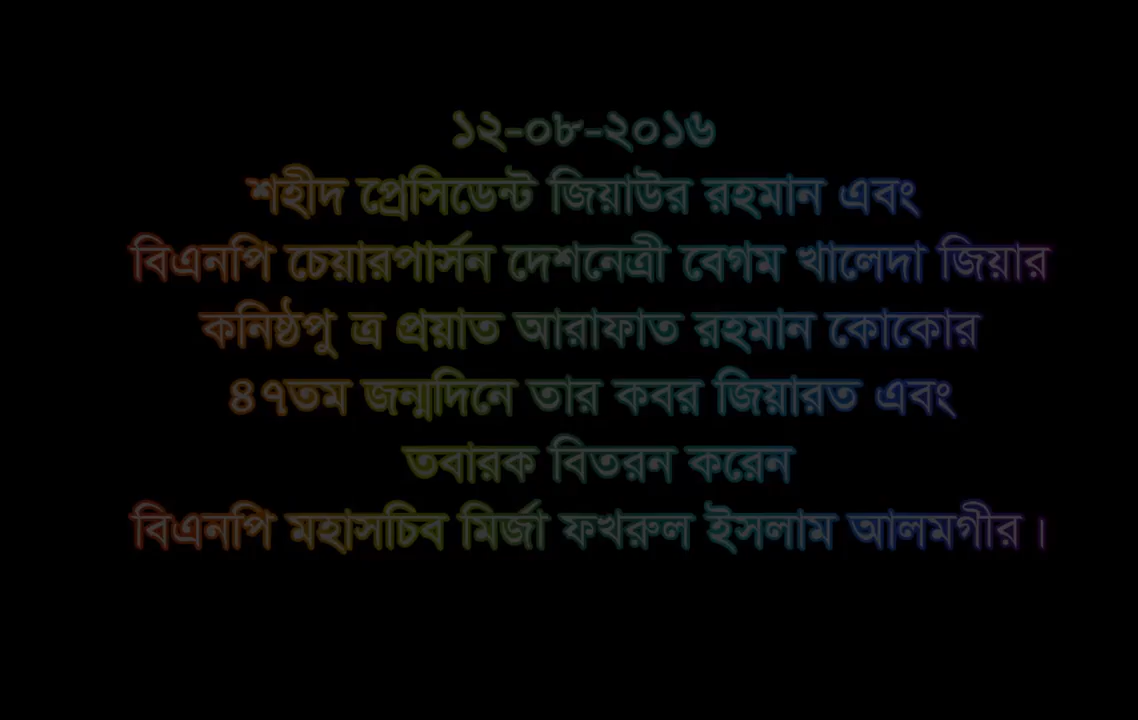 ১২-০৮-২০১৬
শহীদ প্রেসিডেন্ট জিয়াউর রহমান এবং
বিএনপি চেয়ারপার্সন দেশনেত্রী বেগম খালেদা জিয়ার
কনিষ্ঠপু ত্র প্রয়াত আরাফাত রহমান কোকোর
৪৭তম জন্মদিনে তার কবর জিয়ারত এবং
তবারক বিতরন করেন
বিএনপি মহাসচিব মির্জা ফখরুল ইসলাম আলমগীর ।